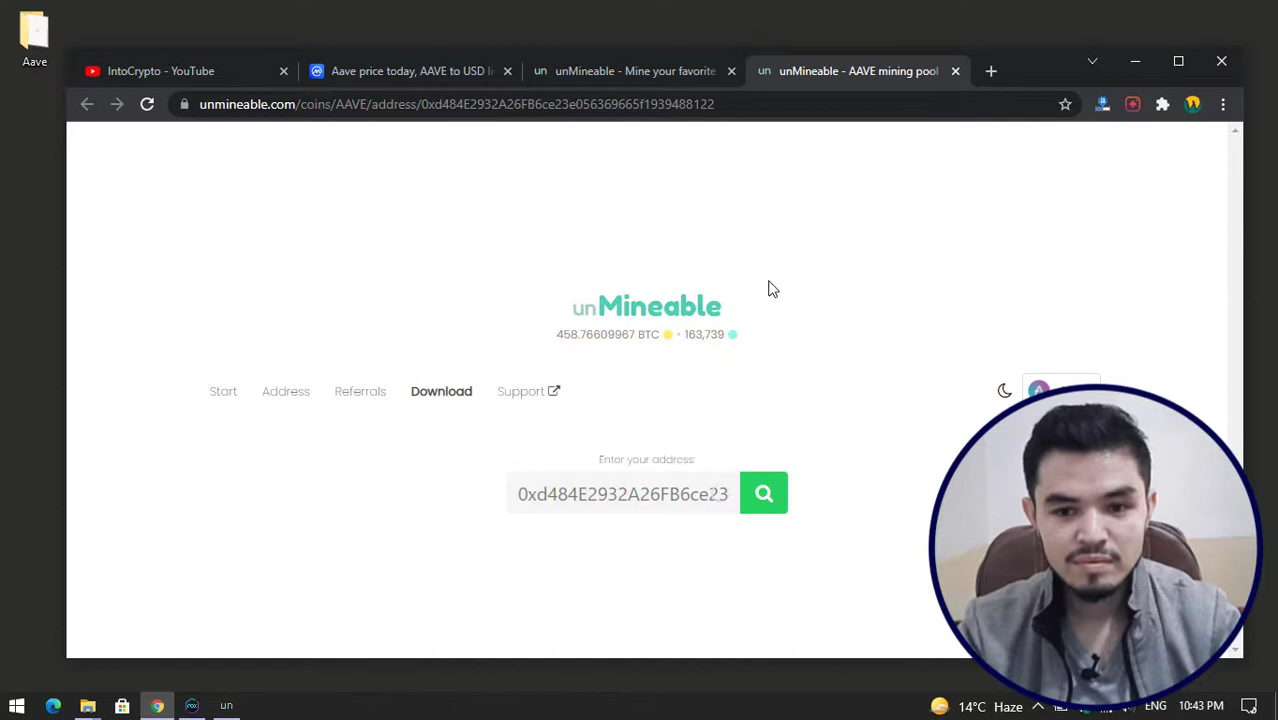 Aave
IntoCrypto - YouTube
Aave price today, AAVE to USD li
unMineable - Mine your favorite
unMineable - AAVE mining pool
unmineable.com/coins/AAVE/address/0xd484E2932A26FB6ce23e056369665f1939488122
unMineable
458.76609967 BTC • 163,739
Start Address Referrals Download Support
Enter your address:
0xd484E2932A26FB6ce23
un
14°C Haze ENG 10:43 PM